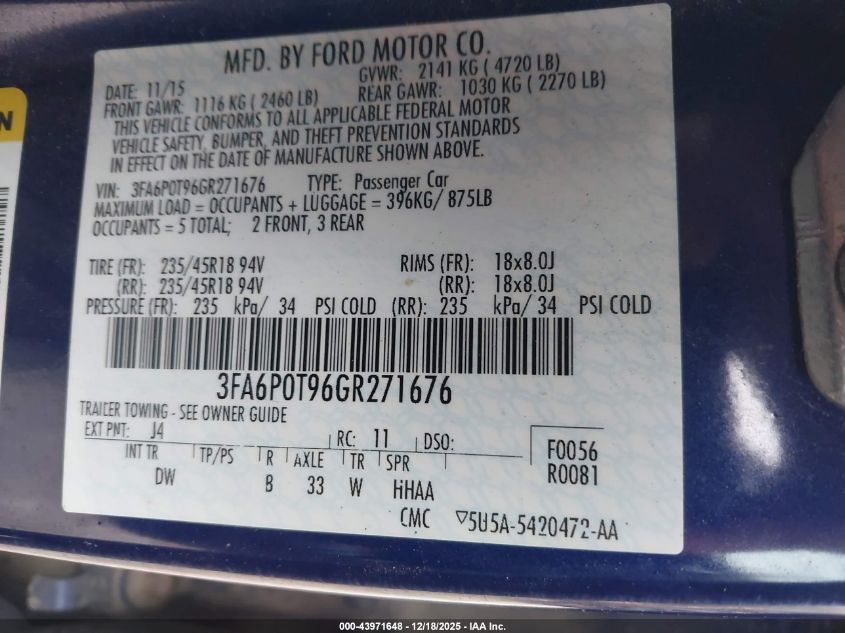 MFD. BY FORD MOTOR CO.
DATE: 11/15
GVWR: 2141 KG ( 4720 LB)
FRONT GAWR: 1116 KG ( 2460 LB)
REAR GAWR: 1030 KG ( 2270 LB)
THIS VEHICLE CONFORMS TO ALL APPLICABLE FEDERAL MOTOR
VEHICLE SAFETY, BUMPER, AND THEFT PREVENTION STANDARDS
IN EFFECT ON THE DATE OF MANUFACTURE SHOWN ABOVE.
VIN: 3FA6P0T96GR271676 TYPE: Passenger Car
MAXIMUM LOAD = OCCUPANTS + LUGGAGE = 396KG/ 875LB
OCCUPANTS = 5 TOTAL; 2 FRONT, 3 REAR
TIRE (FR): 235/45R18 94V RIMS (FR): 18x8.0J
(RR): 235/45R18 94V (RR): 18x8.0J
PRESSURE (FR): 235 kPa/ 34 PSI COLD (RR): 235 kPa/ 34 PSI COLD
3FA6P0T96GR271676
TRAILER TOWING - SEE OWNER GUIDE
EXT PNT: J4 RC: 11 DSO:
F0056
INT TR TP/PS R AXLE TR SPR
R0081
DW B 33 W HHAA
CMC ▽5U5A-5420472-AA
N
000-43971648 - 12/18/2025 - IAA Inc.